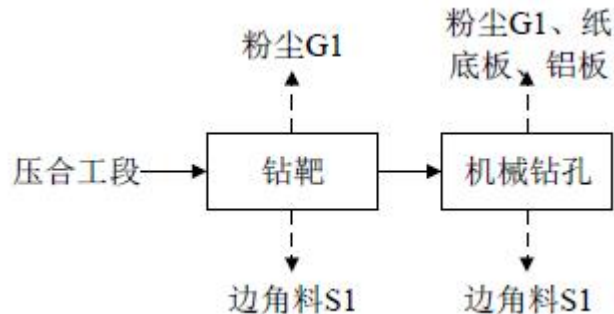 粉尘G1
粉尘G1、纸
底板、铝板
压合工段
钻靶
机械钻孔
边角料S1
边角料S1